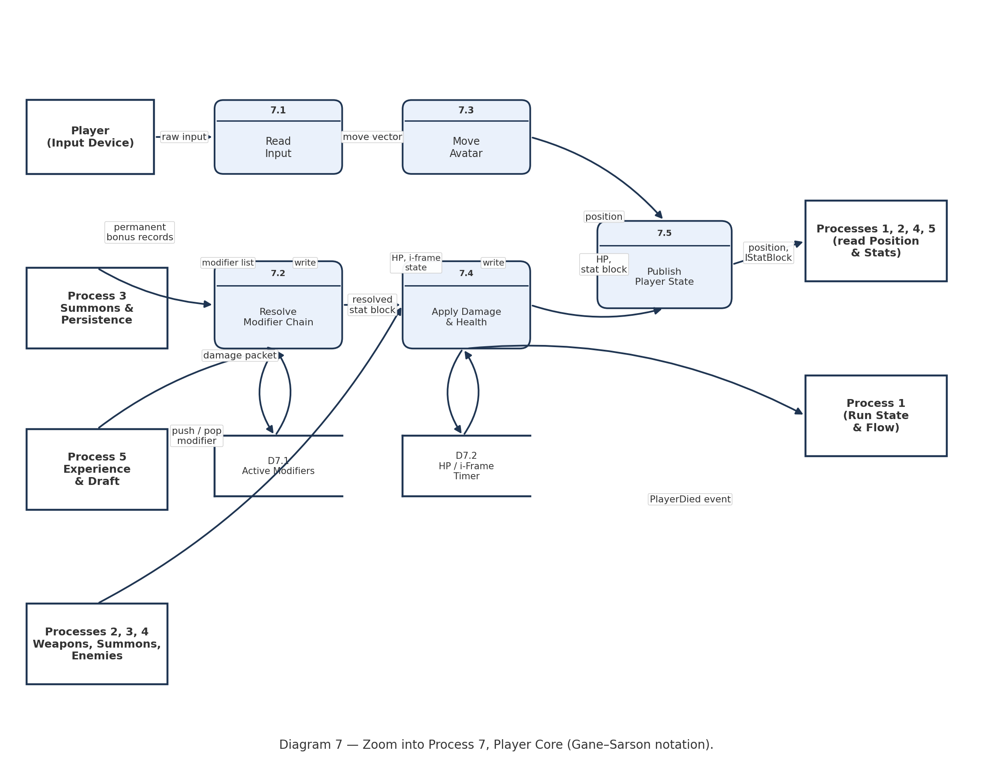 Player
(Input Device)
raw input
7.1
Read
Input
move vector
7.3
Move
Avatar
permanent
bonus records
position
7.5
Publish
Player State
HP,
stat block
position,
IStatBlock
Processes 1, 2, 4, 5
(read Position
& Stats)
Process 3
Summons &
Persistence
modifier list
write
7.2
Resolve
Modifier Chain
resolved
stat block
HP, i-frame
state
write
7.4
Apply Damage
& Health
damage packet
Process 1
(Run State
& Flow)
Process 5
Experience
& Draft
push / pop
modifier
D7.1
Active Modifiers
D7.2
HP / i-Frame
Timer
PlayerDied event
Processes 2, 3, 4
Weapons, Summons,
Enemies
Diagram 7 — Zoom into Process 7, Player Core (Gane–Sarson notation).